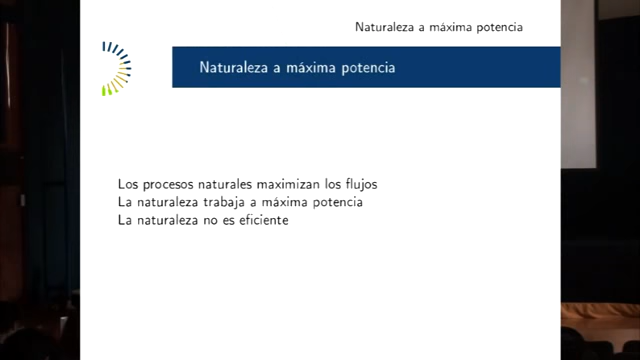 Naturaleza a máxima potencia
Naturaleza a máxima potencia
Los procesos naturales maximizan los flujos
La naturaleza trabaja a máxima potencia
La naturaleza no es eficiente